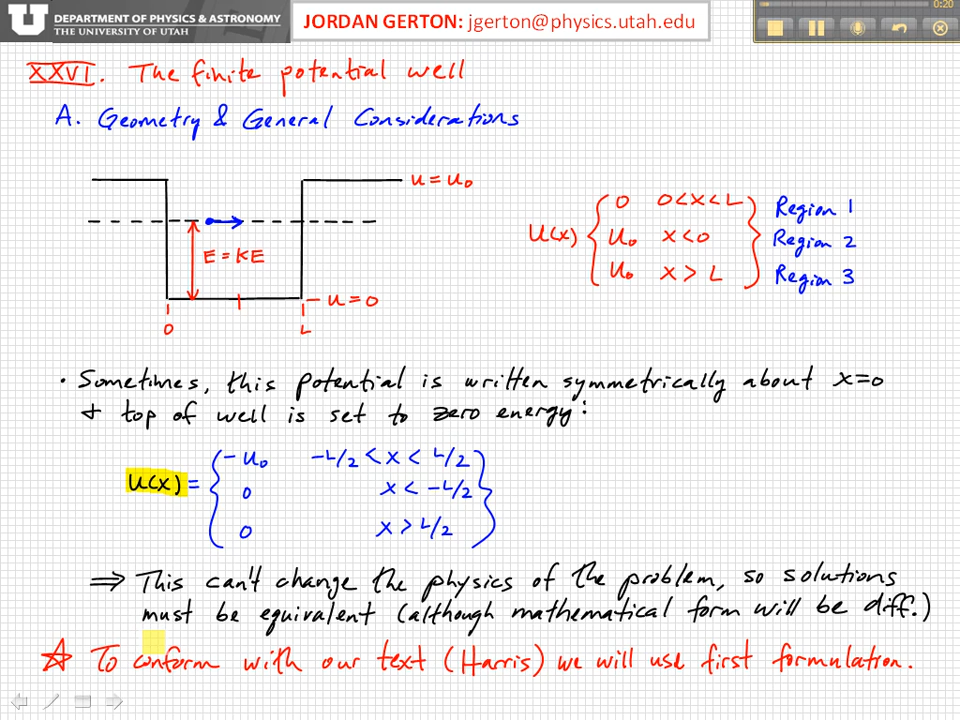 DEPARTMENT OF PHYSICS & ASTRONOMY
THE UNIVERSITY OF UTAH
JORDAN GERTON: jgerton@physics.utah.edu
0:20
XXVI. The finite potential well
A. Geometry & General Considerations
U = U₀
E = KE
U = 0
0 L
U(x) { 0 0<x<L } Region 1
U₀ x<0 Region 2
U₀ x > L Region 3
• Sometimes, this potential is written symmetrically about x=0
+ top of well is set to zero energy:
U(x) = { -U₀ -L/2 < x < L/2 }
0 x < -L/2
0 x > L/2
⇒ This can't change the physics of the problem, so solutions
must be equivalent (although mathematical form will be diff.)
☆ To conform with our text (Harris) we will use first formulation.